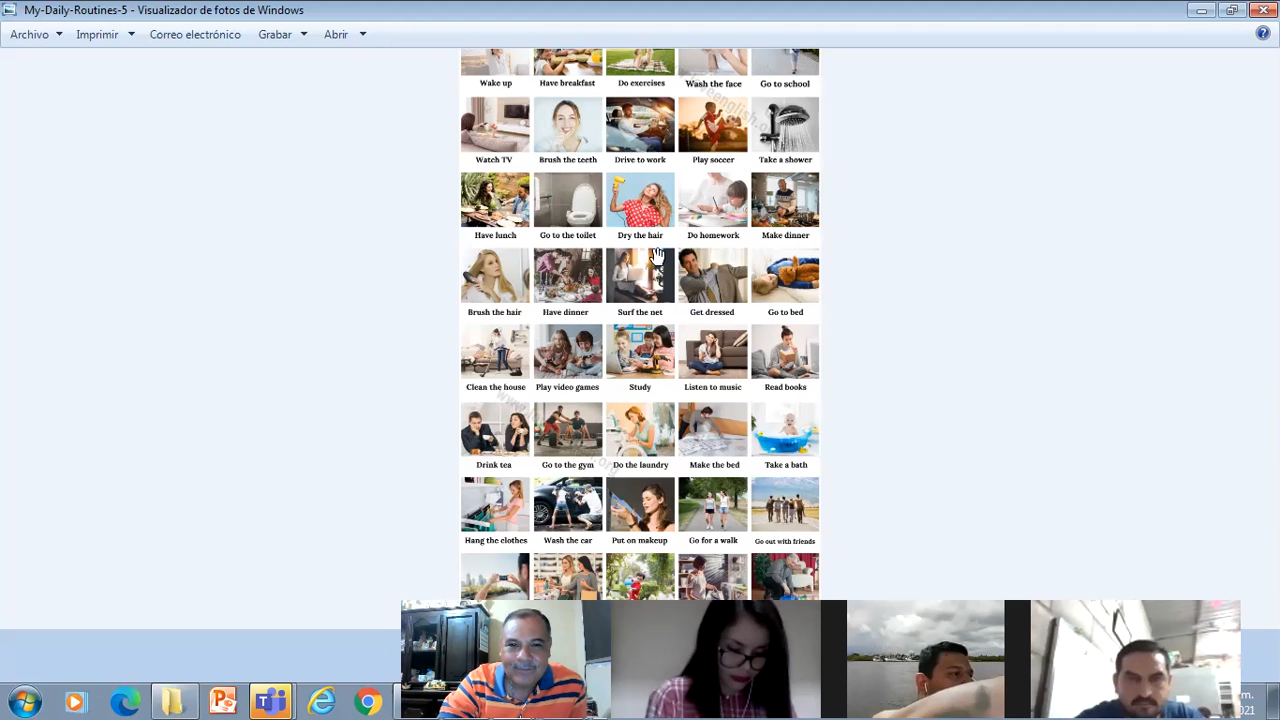 My-Daily-Routines-5 - Visualizador de fotos de Windows
Archivo Imprimir Correo electrónico Grabar Abrir
Wake up Have breakfast Do exercises Wash the face Go to school
Watch TV Brush the teeth Drive to work Play soccer Take a shower
Have lunch Go to the toilet Dry the hair Do homework Make dinner
Brush the hair Have dinner Surf the net Get dressed Go to bed
Clean the house Play video games Study Listen to music Read books
Drink tea Go to the gym Do the laundry Make the bed Take a bath
Hang the clothes Wash the car Put on makeup Go for a walk Go out with friends
m.
021